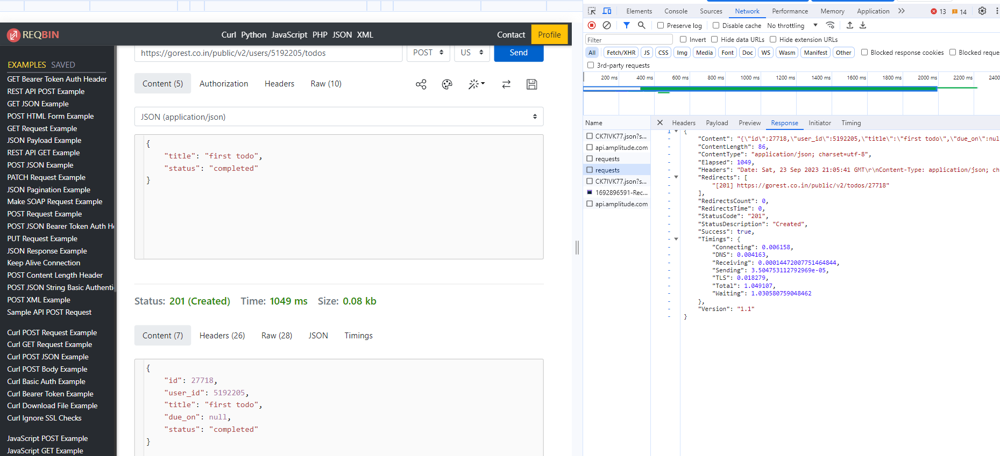 REQBIN
Curl Python JavaScript PHP JSON XML
Contact Profile
EXAMPLES SAVED
GET Bearer Token Auth Header
REST API POST Example
GET JSON Example
POST HTML Form Example
GET Request Example
JSON Payload Example
REST API GET Example
POST JSON Example
PATCH Request Example
JSON Pagination Example
Make SOAP Request Example
POST Request Example
POST JSON Bearer Token Auth He
PUT Request Example
JSON Response Example
Keep Alive Connection
POST Content Length Header
POST JSON String Basic Authenti
POST XML Example
Sample API POST Request
Curl POST Request Example
Curl GET Request Example
Curl POST JSON Example
Curl POST Body Example
Curl Basic Auth Example
Curl Bearer Token Example
Curl Download File Example
Curl Ignore SSL Checks
JavaScript POST Example
JavaScript GET Example
https://gorest.co.in/public/v2/users/5192205/todos POST US Send
Content (5) Authorization Headers Raw (10)
JSON (application/json)
{
"title": "first todo",
"status": "completed"
}
Status: 201 (Created) Time: 1049 ms Size: 0.08 kb
Content (7) Headers (26) Raw (28) JSON Timings
{
"id": 27718,
"user_id": 5192205,
"title": "first todo",
"due_on": null,
"status": "completed"
}
Elements Console Sources Network Performance Memory Application 13 14
Preserve log Disable cache No throttling
Filter Invert Hide data URLs Hide extension URLs
All Fetch/XHR JS CSS Img Media Font Doc WS Wasm Manifest Other Blocked response cookies Blocked reque
3rd-party requests
200 ms 400 ms 600 ms 800 ms 1000 ms 1200 ms 1400 ms 1600 ms 1800 ms 2000 ms 2200 ms 2400
Name
CK7IVK77.json?s...
api.amplitude.com
requests
requests
CK7IVK77.json?s...
1692896591-Rec...
api.amplitude.com
Headers Payload Preview Response Initiator Timing
1 {
- "Content": "{\"id\":27718,\"user_id\":5192205,\"title\":\"first todo\",\"due_on\":nul
- "ContentLength": 86,
- "ContentType": "application/json; charset=utf-8",
- "Elapsed": 1049,
- "Headers": "Date: Sat, 23 Sep 2023 21:05:41 GMT\r\nContent-Type: application/json; ch
- "Redirects": [
- "[201] https://gorest.co.in/public/v2/todos/27718"
- ],
- "RedirectsCount": 0,
- "RedirectsTime": 0,
- "StatusCode": "201",
- "StatusDescription": "Created",
- "Success": true,
- "Timings": {
- "Connecting": 0.006158,
- "DNS": 0.004163,
- "Receiving": 0.00014472007751464844,
- "Sending": 3.504753112792969e-05,
- "TLS": 0.018279,
- "Total": 1.049107,
- "Waiting": 1.030580759048462
- },
- "Version": "1.1"
- }